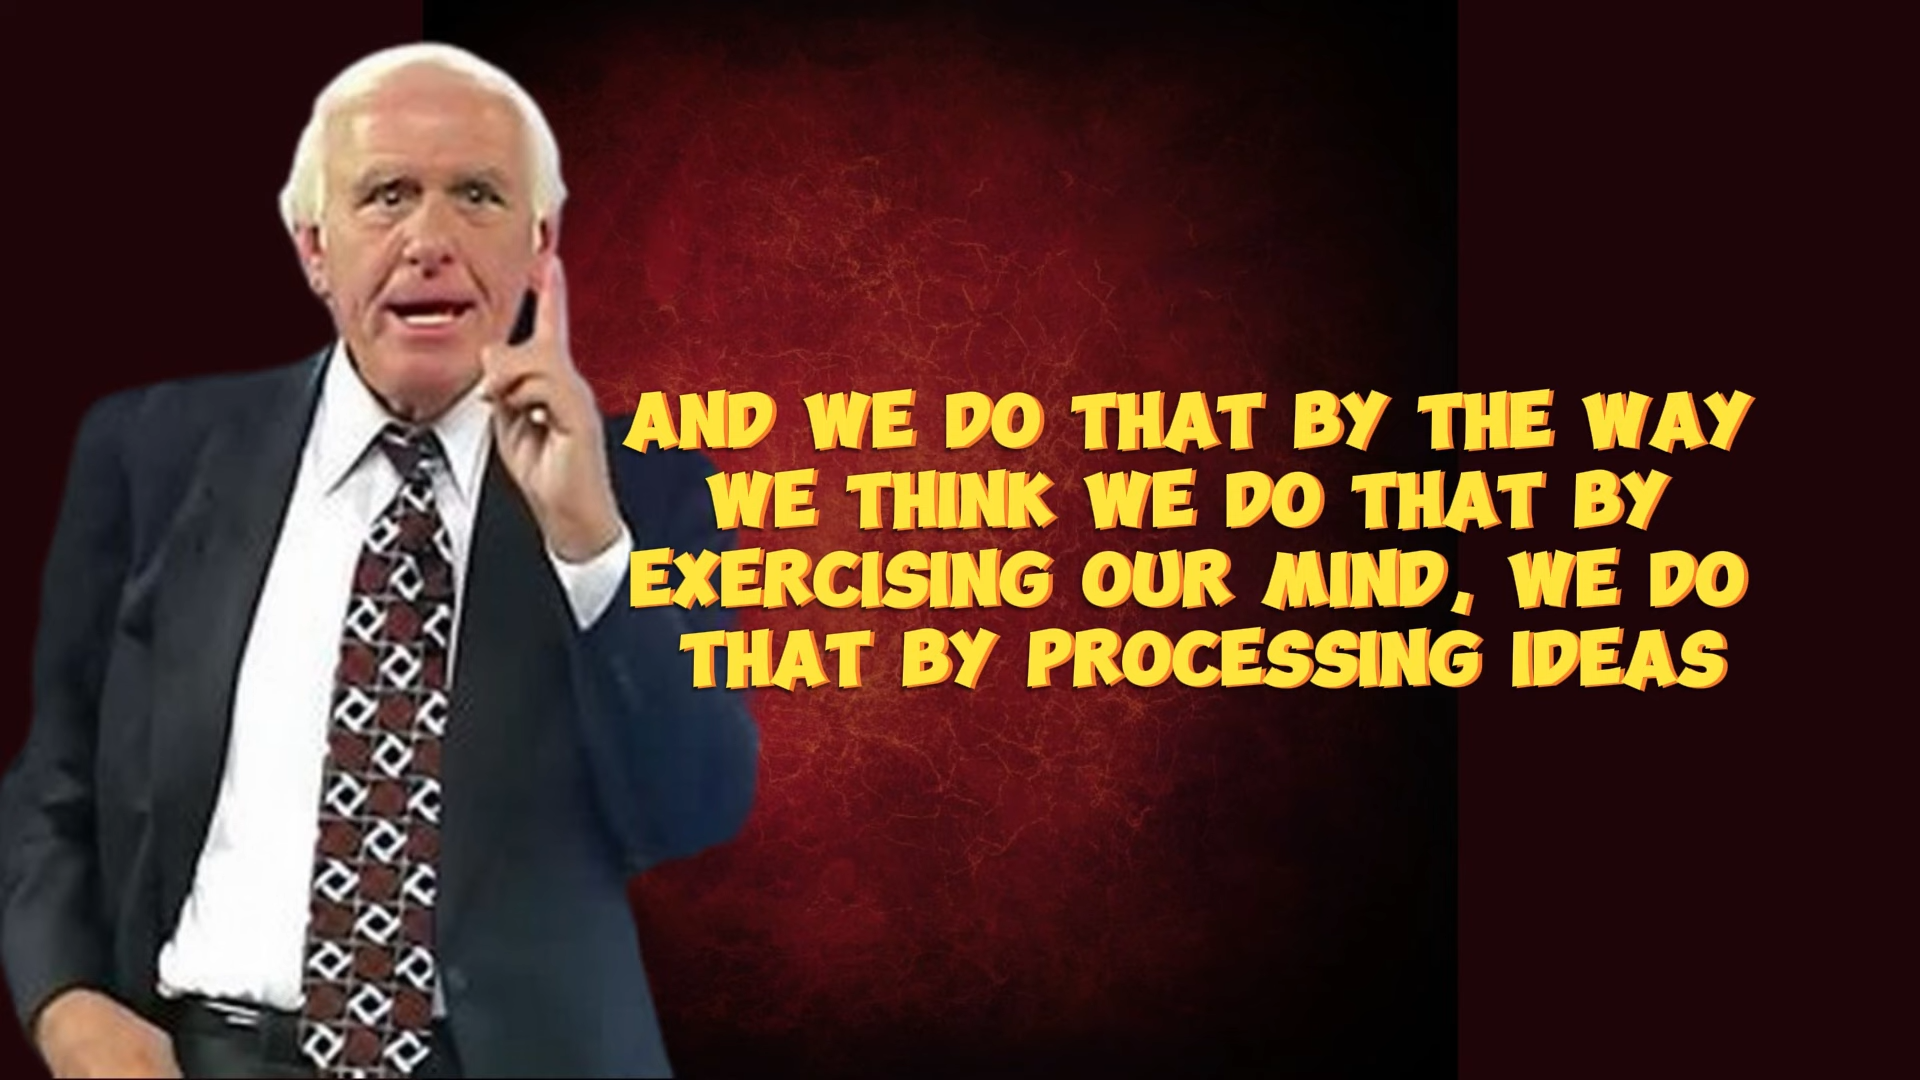 AND WE DO THAT BY THE WAY
WE THINK WE DO THAT BY
EXERCISING OUR MIND, WE DO
THAT BY PROCESSING IDEAS